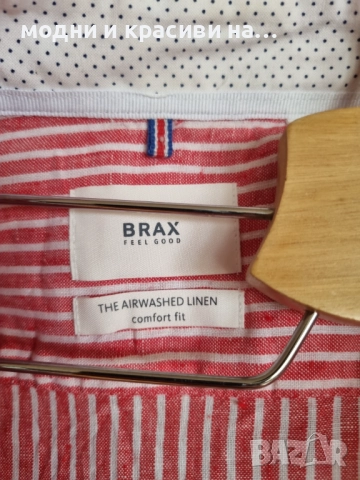 модни и красиви на...
BRAX
FEEL GOOD
THE AIRWASHED LINEN
comfort fit
BAZAR